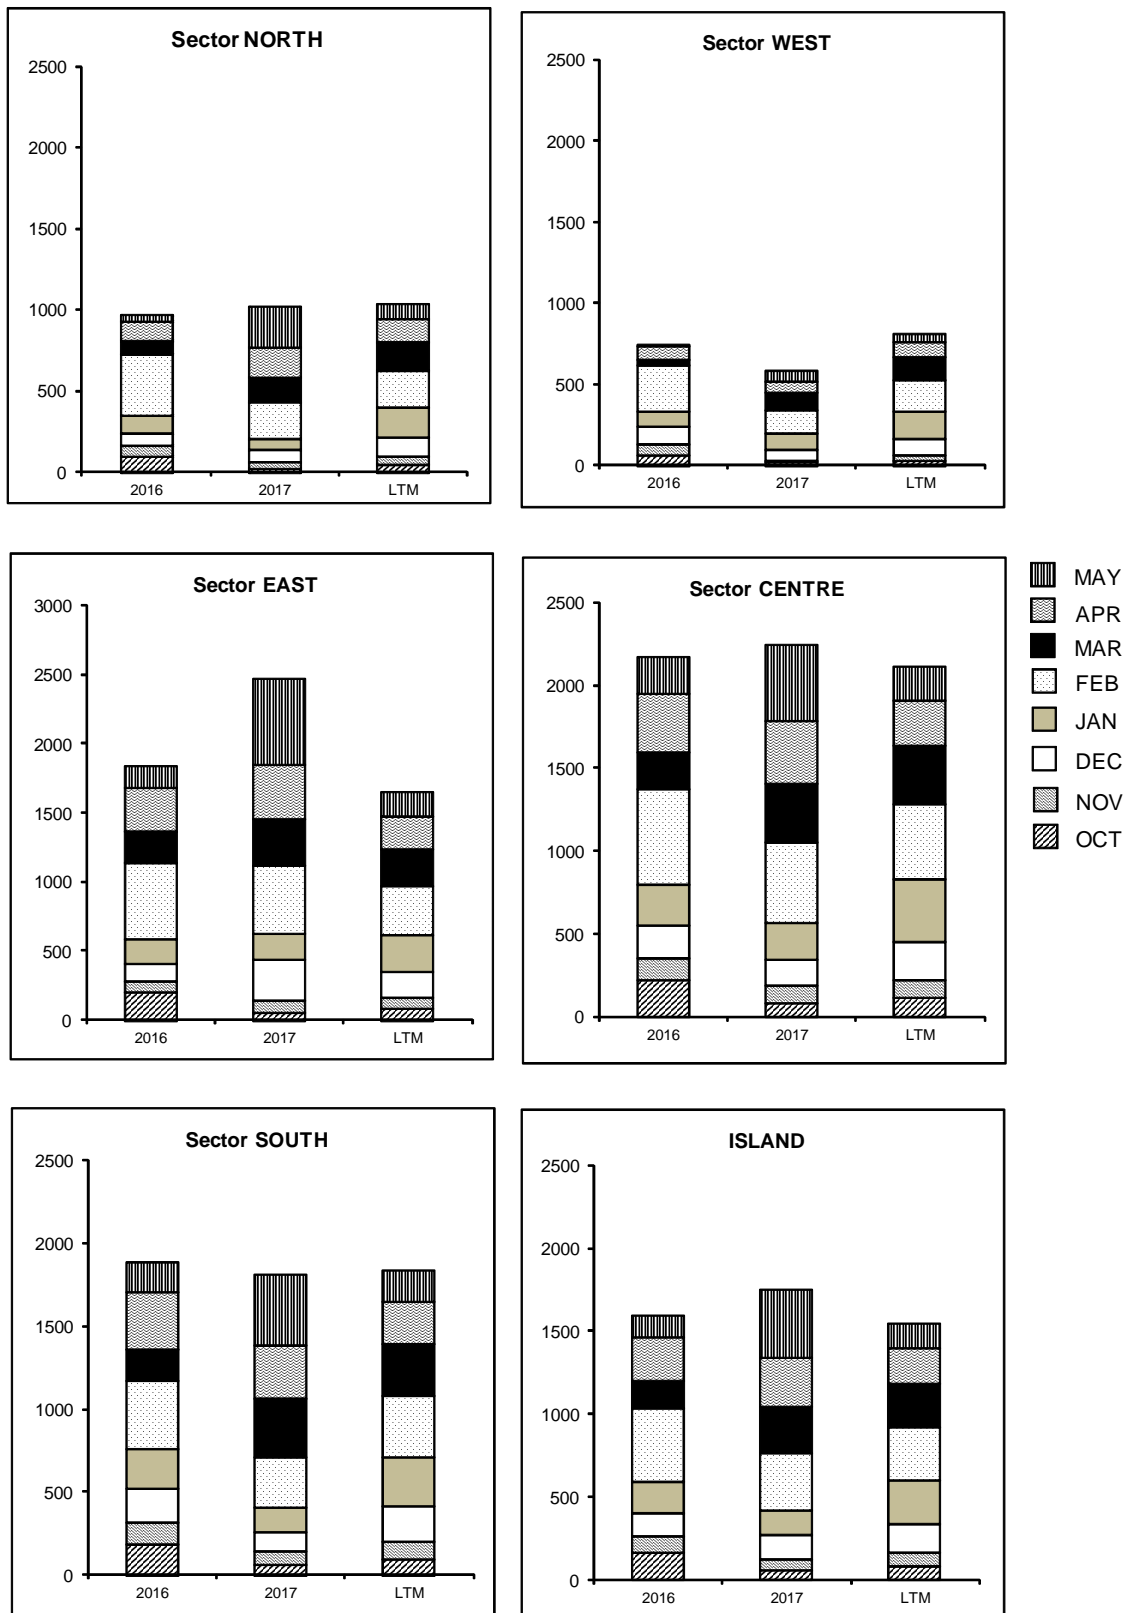 Sector NORTH
2500
2000
1500
1000
500
0
2016 2017 LTM
Sector WEST
2500
2000
1500
1000
500
0
2016 2017 LTM
Sector EAST
3000
2500
2000
1500
1000
500
0
2016 2017 LTM
Sector CENTRE
2500
2000
1500
1000
500
0
2016 2017 LTM
MAY
APR
MAR
FEB
JAN
DEC
NOV
OCT
Sector SOUTH
2500
2000
1500
1000
500
0
2016 2017 LTM
ISLAND
2500
2000
1500
1000
500
0
2016 2017 LTM